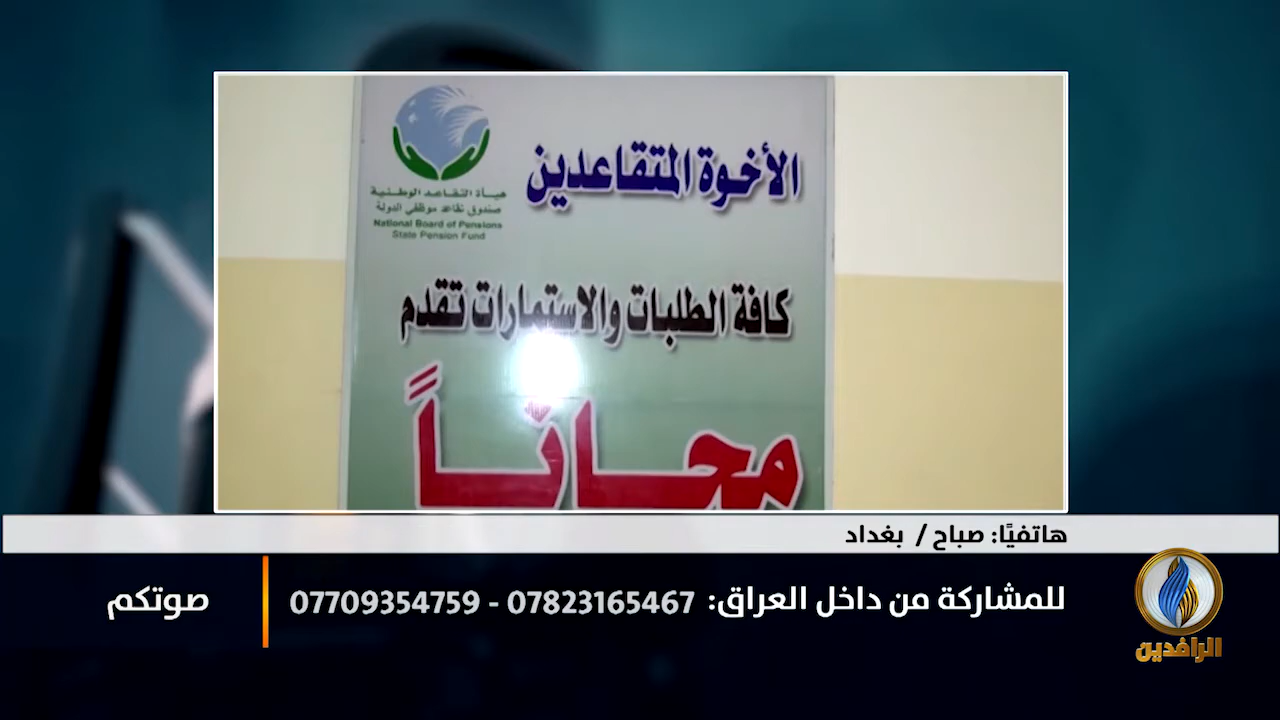 الأخوة المتقاعدين
هيأة التقاعد الوطنية
صندوق تقاعد موظفي الدولة
National Board of Pensions
State Pension Fund
كافة الطلبات والاستمارات تقدم
مجاناً
هاتفيًا: صباح / بغداد
للمشاركة من داخل العراق: 07823165467 - 07709354759
صوتكم
الرافدين